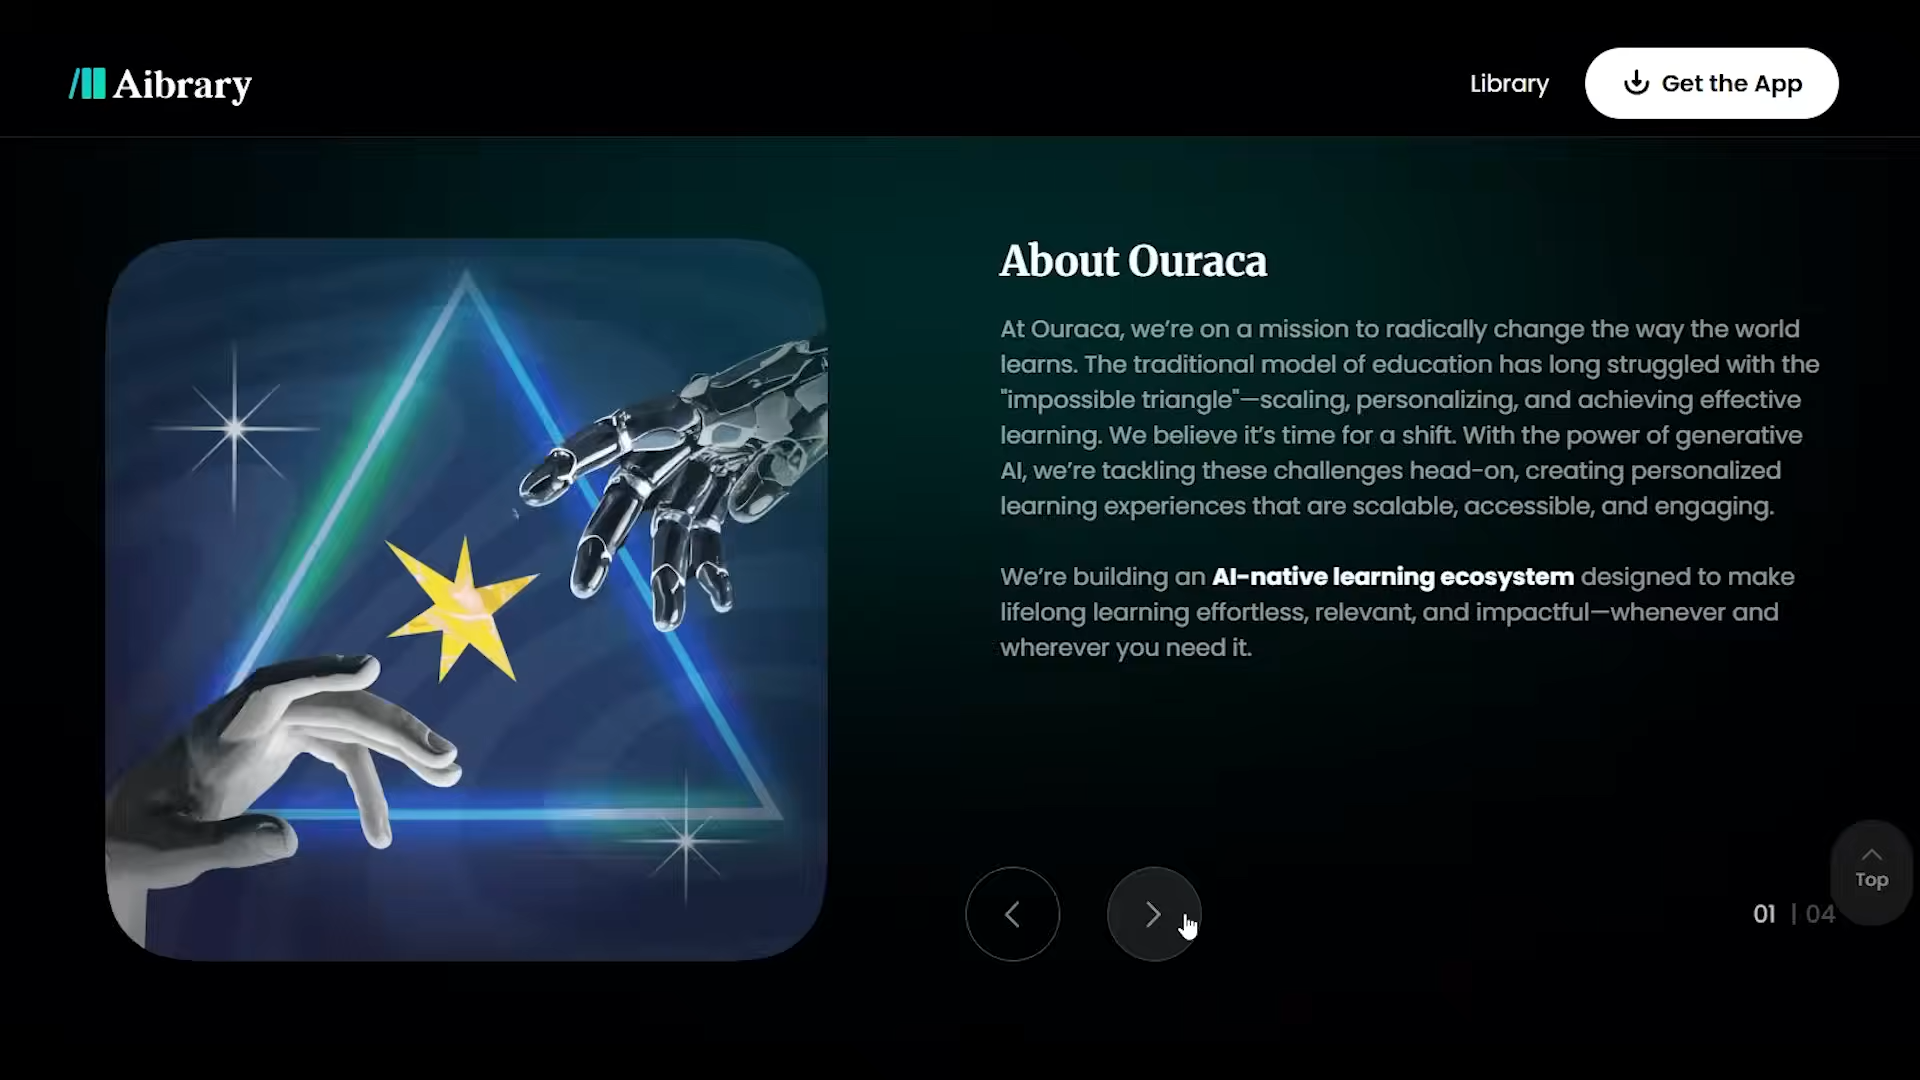 Aibrary
Library
Get the App
About Ouraca
At Ouraca, we’re on a mission to radically change the way the world
learns. The traditional model of education has long struggled with the
"impossible triangle"—scaling, personalizing, and achieving effective
learning. We believe it’s time for a shift. With the power of generative
AI, we’re tackling these challenges head-on, creating personalized
learning experiences that are scalable, accessible, and engaging.
We’re building an AI-native learning ecosystem designed to make
lifelong learning effortless, relevant, and impactful—whenever and
wherever you need it.
Top
01 | 04